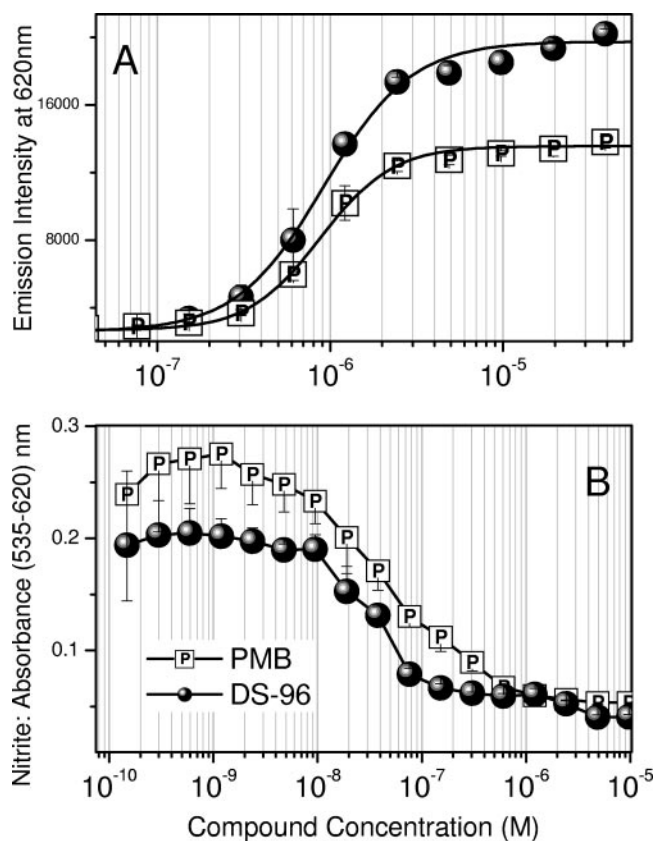 A
Emission Intensity at 620nm
16000
8000
P P P P P P P P P P
10⁻⁷ 10⁻⁶ 10⁻⁵
B
Nitrite: Absorbance (535-620) nm
0.3
0.2
0.1
P P P P P P P P P P P P P P P P P
P PMB
DS-96
10⁻¹⁰ 10⁻⁹ 10⁻⁸ 10⁻⁷ 10⁻⁶ 10⁻⁵
Compound Concentration (M)